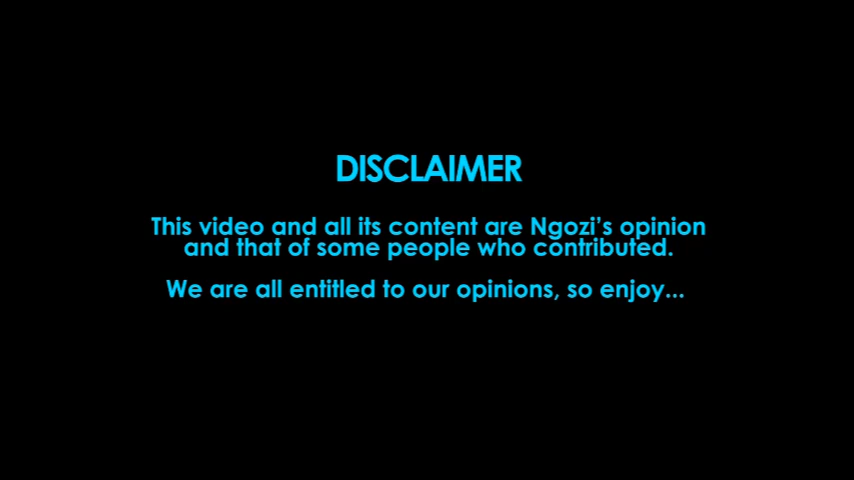 DISCLAIMER
This video and all its content are Ngozi’s opinion
and that of some people who contributed.
We are all entitled to our opinions, so enjoy...